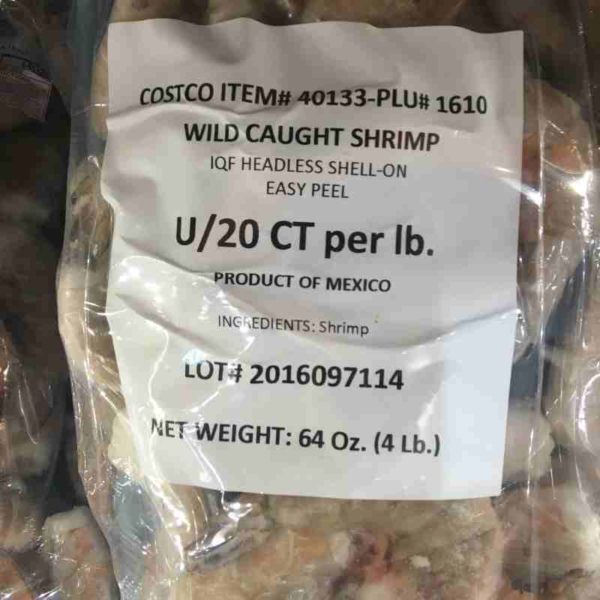 COSTCO ITEM# 40133-PLU# 1610
WILD CAUGHT SHRIMP
IQF HEADLESS SHELL-ON
EASY PEEL
U/20 CT per lb.
PRODUCT OF MEXICO
INGREDIENTS: Shrimp
LOT# 2016097114
NET WEIGHT: 64 Oz. (4 Lb.)